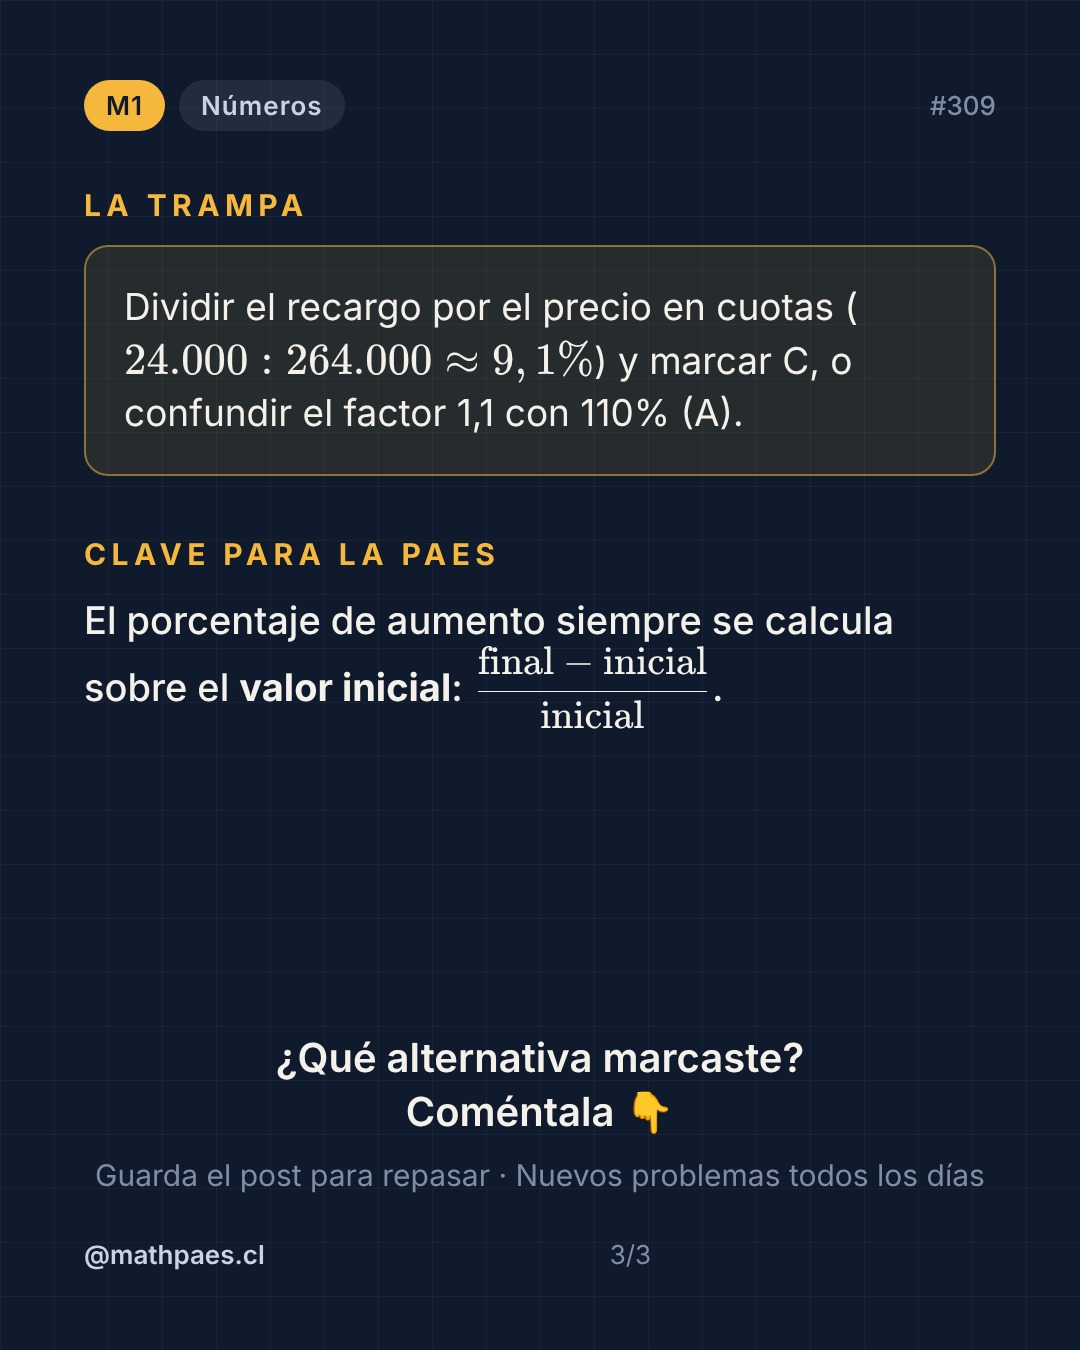 M1 Números #309
LA TRAMPA
Dividir el recargo por el precio en cuotas (
24.000 : 264.000 ≈ 9, 1%) y marcar C, o
confundir el factor 1,1 con 110% (A).
CLAVE PARA LA PAES
El porcentaje de aumento siempre se calcula
sobre el valor inicial: \frac{final − inicial}{inicial}.
¿Qué alternativa marcaste?
Coméntala 👇
Guarda el post para repasar · Nuevos problemas todos los días
@mathpaes.cl 3/3